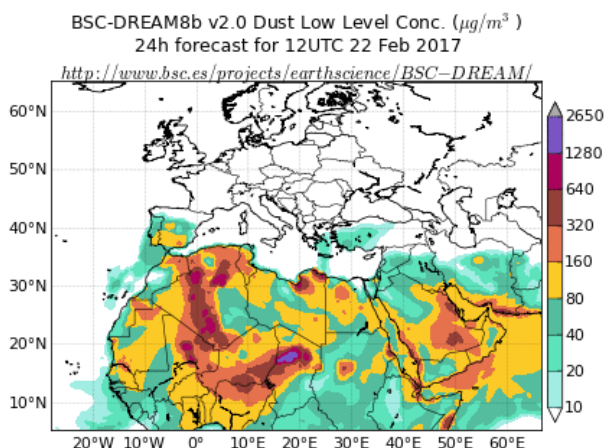 BSC-DREAM8b v2.0 Dust Low Level Conc. (μg/m³ )
24h forecast for 12UTC 22 Feb 2017
http://www.bsc.es/projects/earthscience/BSC−DREAM/
60°N
50°N
40°N
30°N
20°N
10°N
20°W 10°W 0° 10°E 20°E 30°E 40°E 50°E 60°E
2650
1280
640
320
160
80
40
20
10